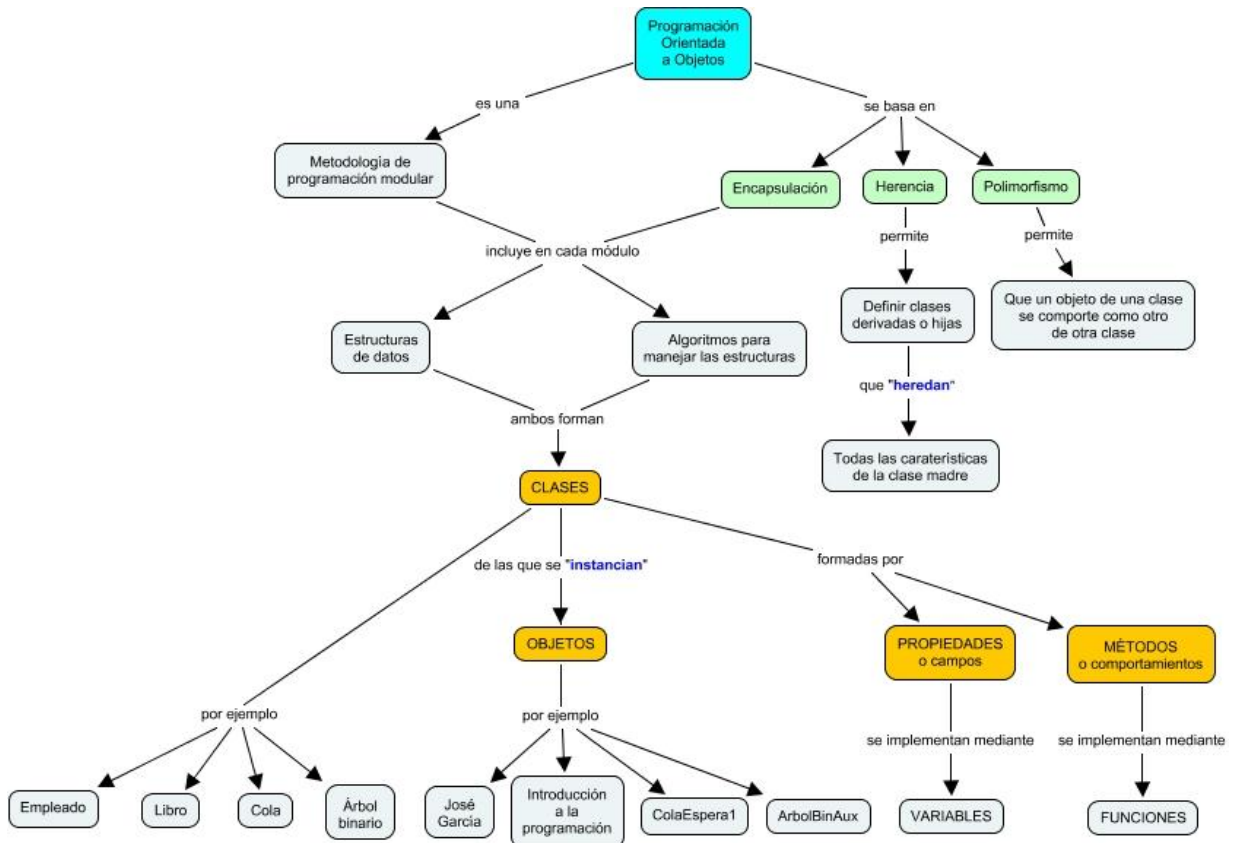 Programación
Orientada
a Objetos
es una
se basa en
Metodología de
programación modular
Encapsulación
Herencia
Polimorfismo
incluye en cada módulo
permite
permite
Estructuras
de datos
Algoritmos para
manejar las estructuras
Definir clases
derivadas o hijas
Que un objeto de una clase
se comporte como otro
de otra clase
ambos forman
que "heredan"
Todas las caraterísticas
de la clase madre
CLASES
de las que se "instancian"
formadas por
OBJETOS
PROPIEDADES
o campos
MÉTODOS
o comportamientos
por ejemplo
por ejemplo
se implementan mediante
se implementan mediante
Empleado
Libro
Cola
Árbol
binario
José
García
Introducción
a la
programación
ColaEspera1
ArbolBinAux
VARIABLES
FUNCIONES